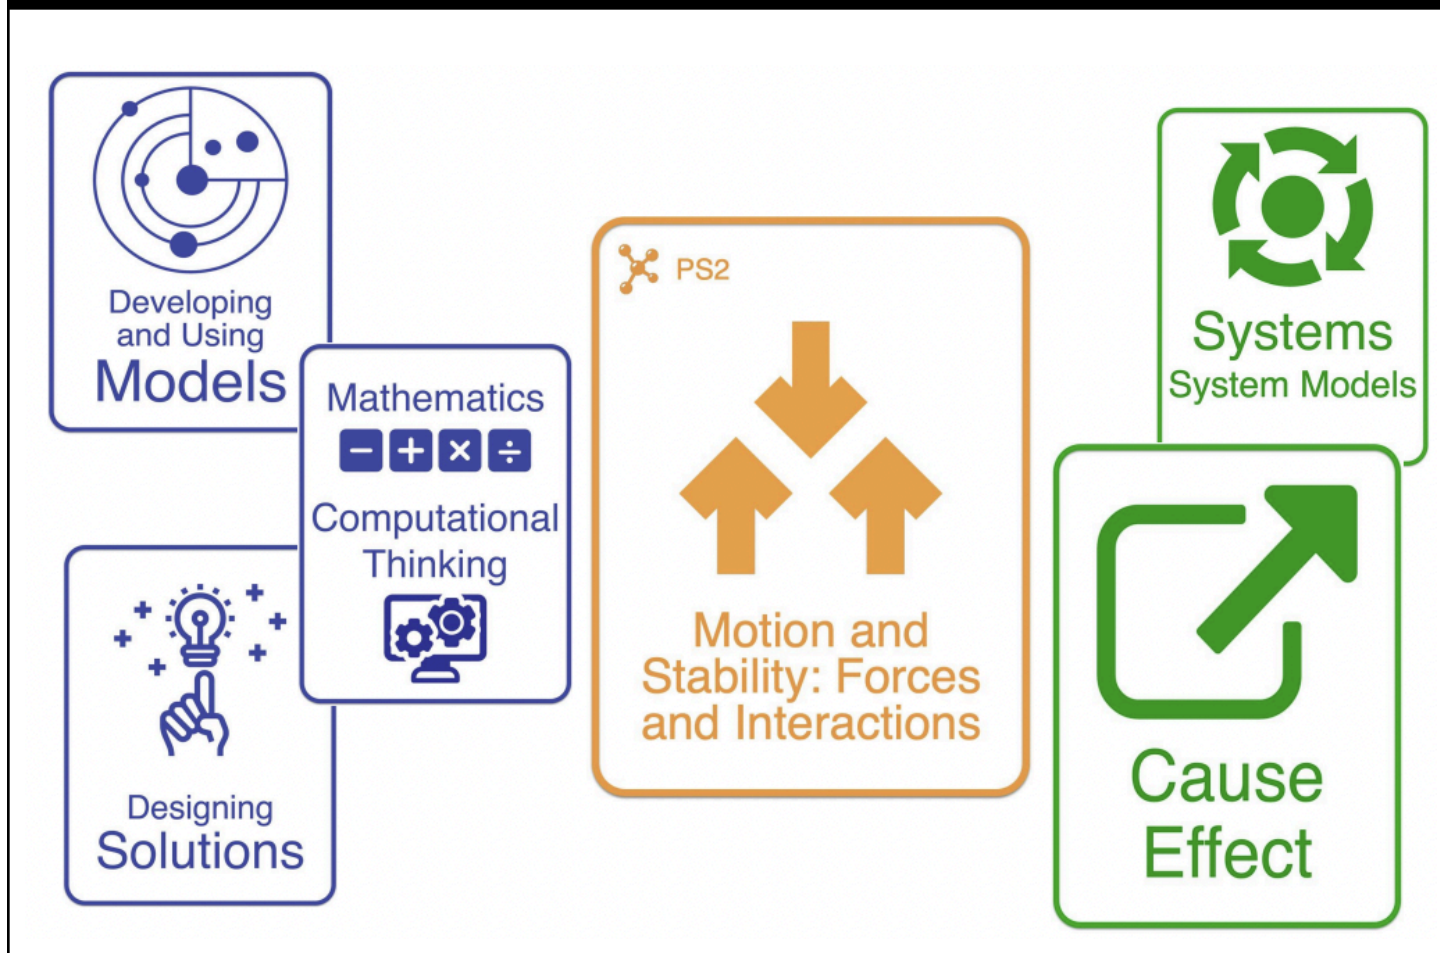 Developing
and Using
Models
Mathematics
Computational
Thinking
Designing
Solutions
PS2
Motion and
Stability: Forces
and Interactions
Systems
System Models
Cause
Effect